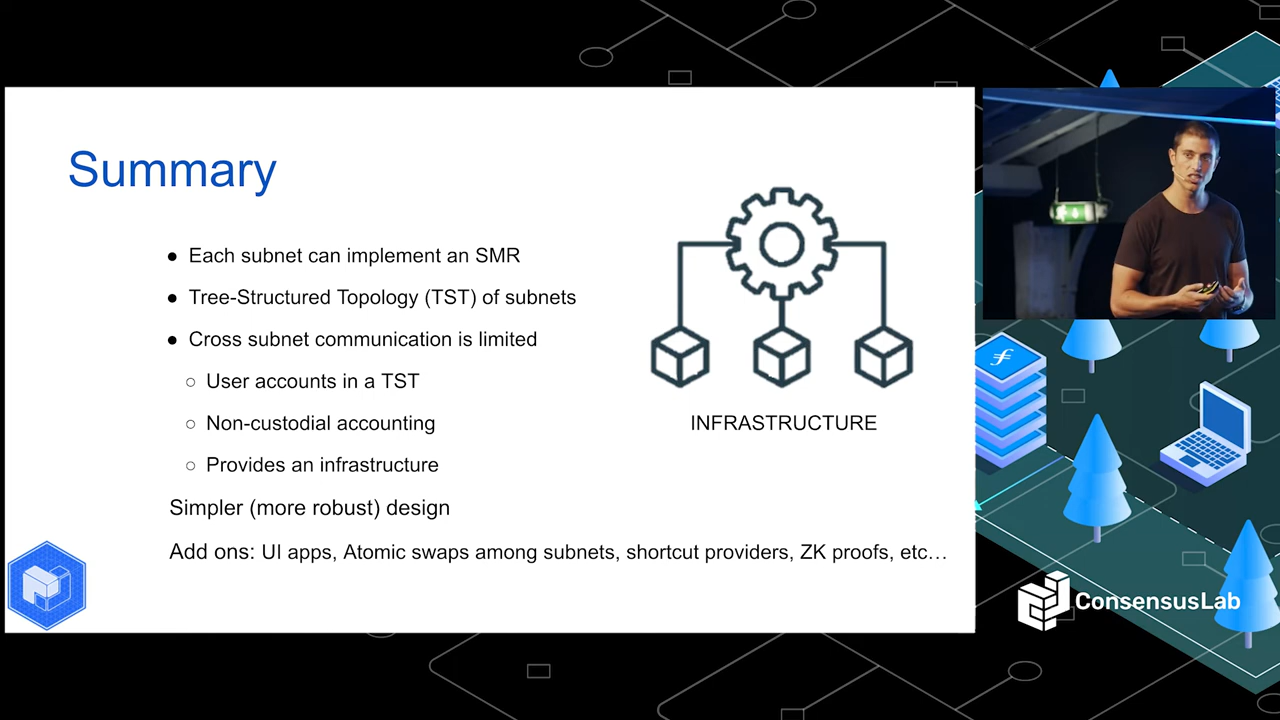 Summary
● Each subnet can implement an SMR
● Tree-Structured Topology (TST) of subnets
● Cross subnet communication is limited
○ User accounts in a TST
○ Non-custodial accounting
○ Provides an infrastructure
Simpler (more robust) design
Add ons: UI apps, Atomic swaps among subnets, shortcut providers, ZK proofs, etc…
INFRASTRUCTURE
ConsensusLab